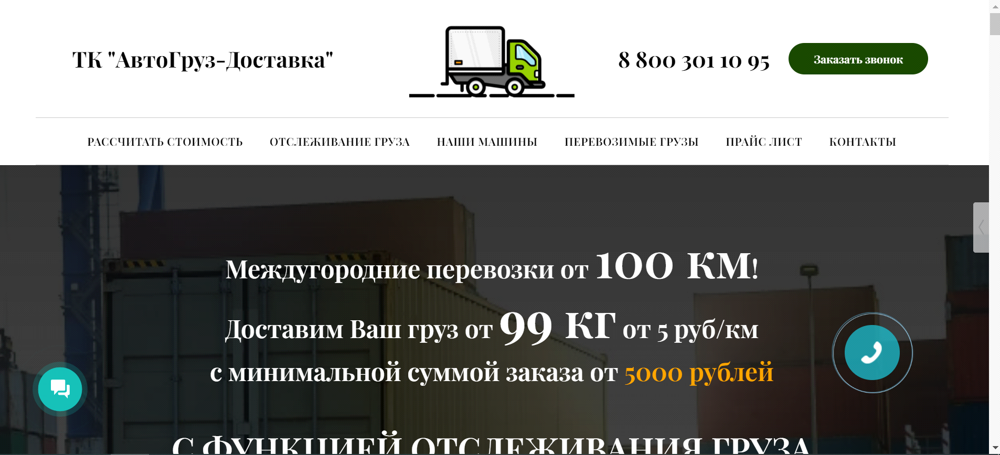 ТК "АвтоГруз-Доставка"
8 800 301 10 95
Заказать звонок
РАССЧИТАТЬ СТОИМОСТЬ
ОТСЛЕЖИВАНИЕ ГРУЗА
НАШИ МАШИНЫ
ПЕРЕВОЗИМЫЕ ГРУЗЫ
ПРАЙС ЛИСТ
КОНТАКТЫ
Междугородние перевозки от 100 км!
Доставим Ваш груз от 99 кг от 5 руб/км
с минимальной суммой заказа от 5000 рублей
С ФУНКЦИЕЙ ОТСЛЕЖИВАНИЯ ГРУЗА